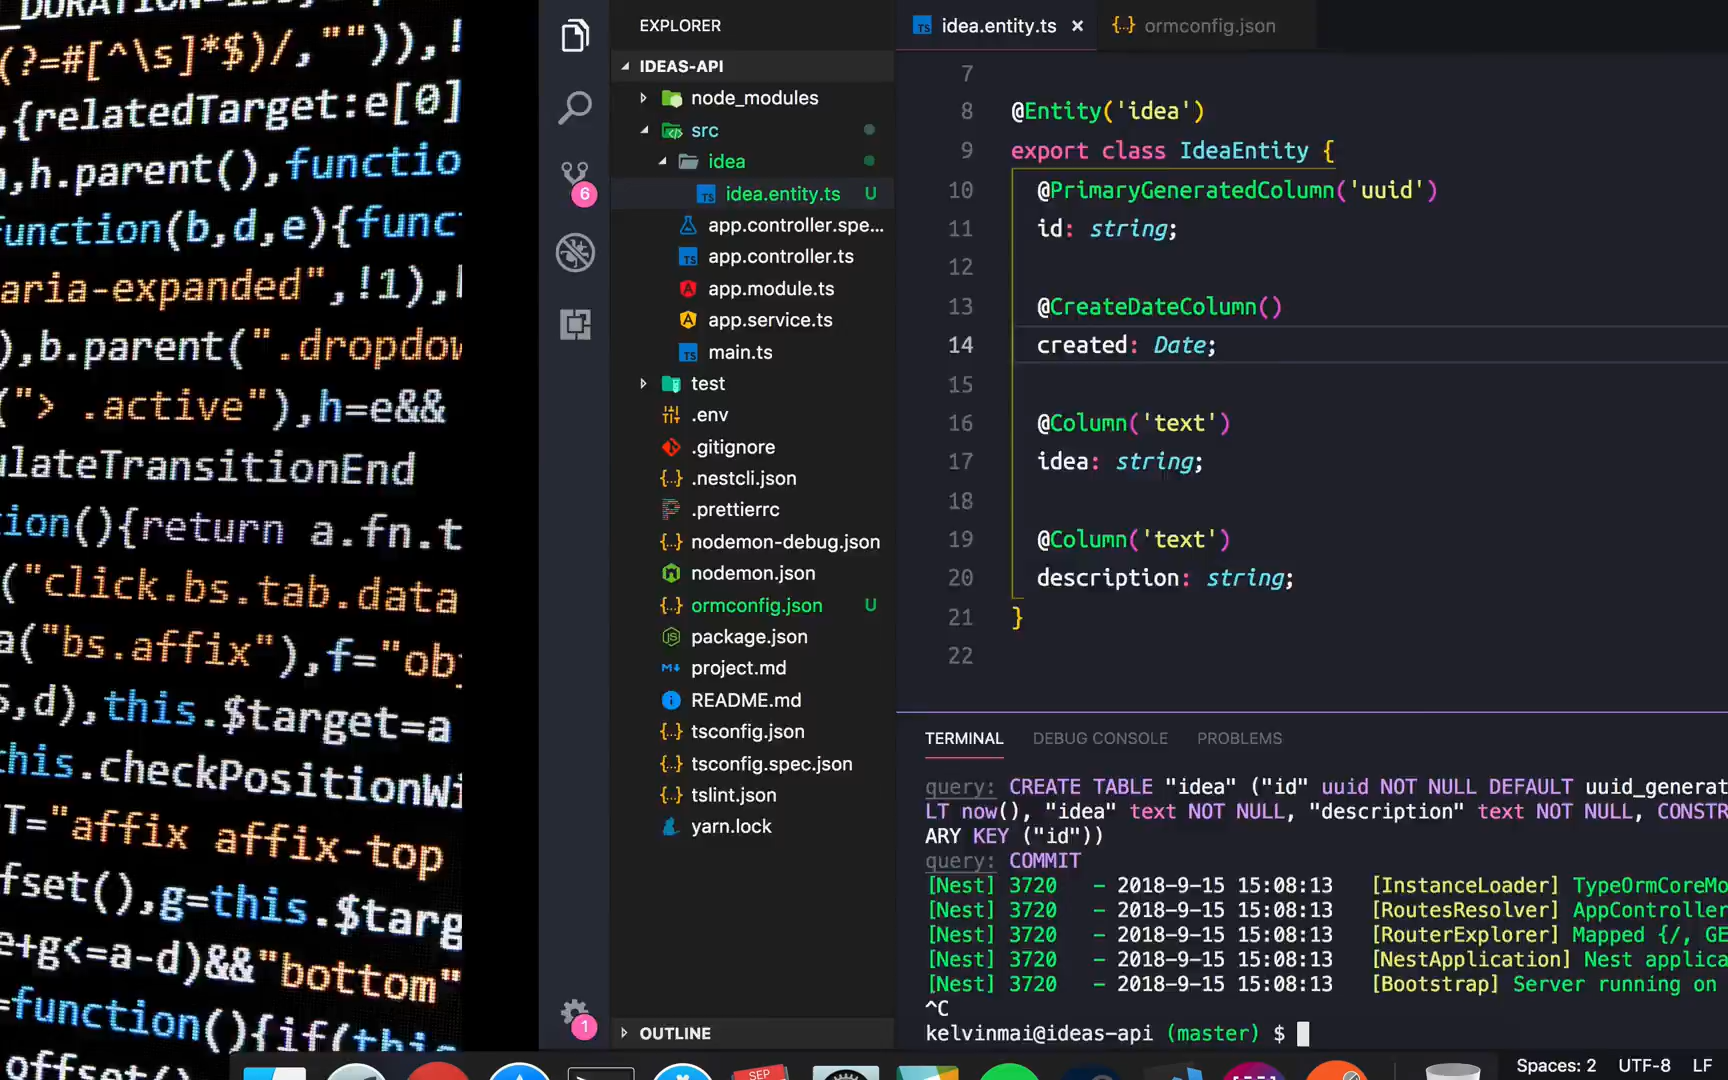 _DURATION=150,
(?=#[^\s]*$)/,"")),!
,{relatedTarget:e[0]
,h.parent(),functio
function(b,d,e){func
aria-expanded",!1),
),b.parent(".dropdow
("> .active"),h=e&&
ulateTransitionEnd
tion(){return a.fn.t
("click.bs.tab.data
a("bs.affix"),f="ob
,d),this.$target=a
this.checkPositionWi
T="affix affix-top
fset(),g=this.$targ
e+g<=a-d)&&"bottom"
=function(){if(this
offset()
EXPLORER
IDEAS-API
node_modules
src
idea
idea.entity.ts U
app.controller.spe...
app.controller.ts
app.module.ts
app.service.ts
main.ts
test
.env
.gitignore
.nestcli.json
.prettierrc
nodemon-debug.json
nodemon.json
ormconfig.json U
package.json
project.md
README.md
tsconfig.json
tsconfig.spec.json
tslint.json
yarn.lock
OUTLINE
6
1
idea.entity.ts ×
ormconfig.json
7
8 @Entity('idea')
9 export class IdeaEntity {
10 @PrimaryGeneratedColumn('uuid')
11 id: string;
12
13 @CreateDateColumn()
14 created: Date;
15
16 @Column('text')
17 idea: string;
18
19 @Column('text')
20 description: string;
21 }
22
TERMINAL DEBUG CONSOLE PROBLEMS
query: CREATE TABLE "idea" ("id" uuid NOT NULL DEFAULT uuid_generat
LT now(), "idea" text NOT NULL, "description" text NOT NULL, CONSTR
ARY KEY ("id"))
query: COMMIT
[Nest] 3720 - 2018-9-15 15:08:13 [InstanceLoader] TypeOrmCoreMo
[Nest] 3720 - 2018-9-15 15:08:13 [RoutesResolver] AppController
[Nest] 3720 - 2018-9-15 15:08:13 [RouterExplorer] Mapped {/, GE
[Nest] 3720 - 2018-9-15 15:08:13 [NestApplication] Nest applica
[Nest] 3720 - 2018-9-15 15:08:13 [Bootstrap] Server running on
^C
kelvinmai@ideas-api (master) $
SEP
Spaces: 2 UTF-8 LF